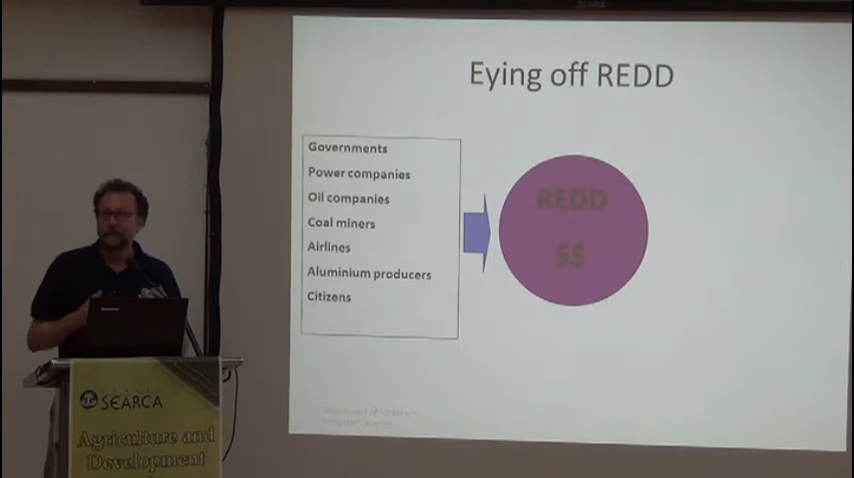 Eying off REDD
Governments
Power companies
Oil companies
Coal miners
Airlines
Aluminium producers
Citizens
REDD
$$
SEARCA
Agriculture and
Development